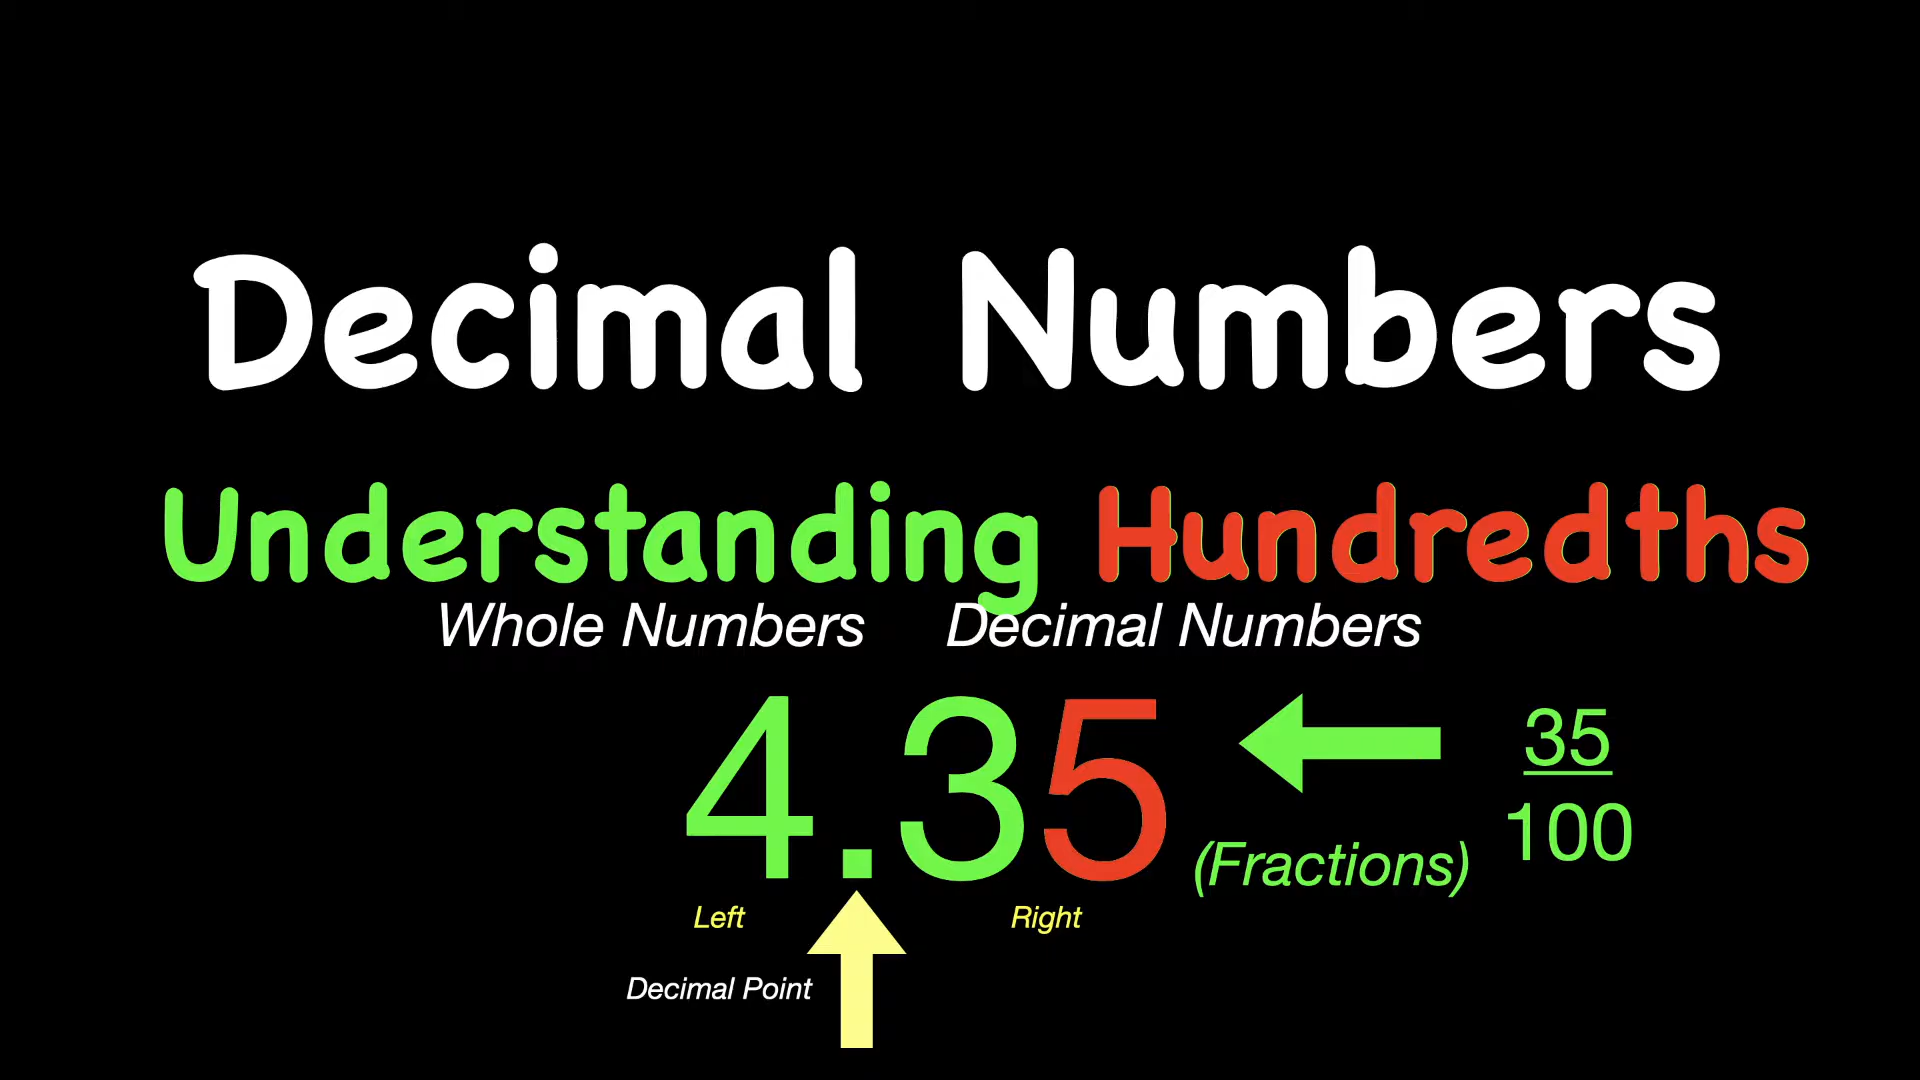 Decimal Numbers
Understanding Hundredths
Whole Numbers Decimal Numbers
4.35
35
100
(Fractions)
Left Right
Decimal Point